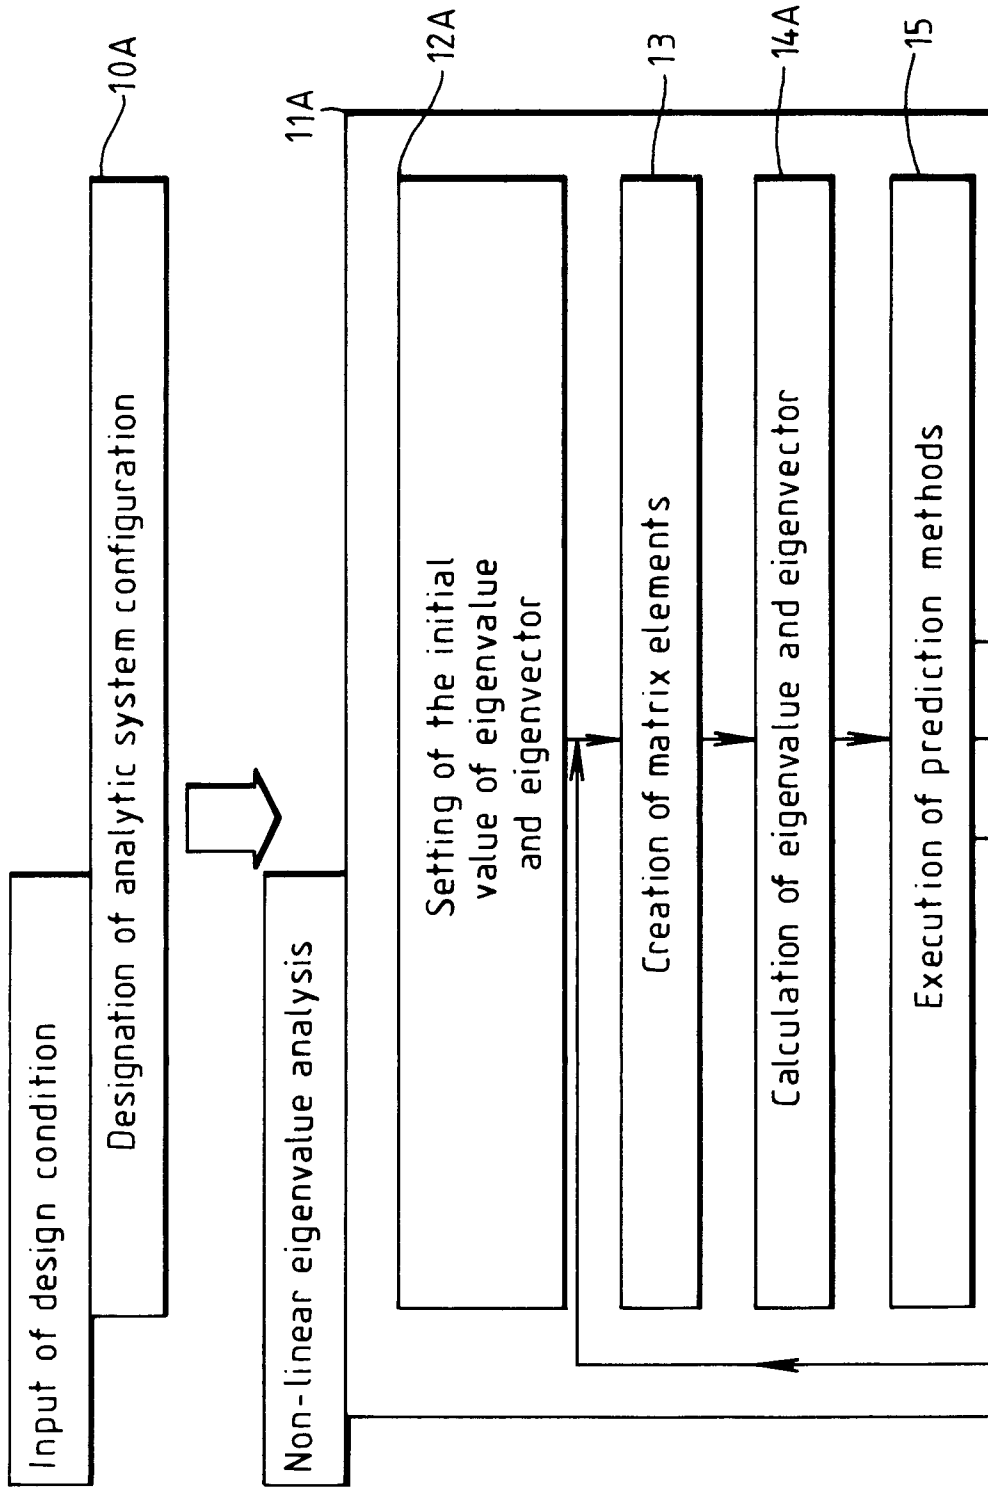 Input of design condition
Designation of analytic system configuration
10A
Non-linear eigenvalue analysis
11A
Setting of the initial
value of eigenvalue
and eigenvector
12A
Creation of matrix elements
13
Calculation of eigenvalue and eigenvector
14A
Execution of prediction methods
15